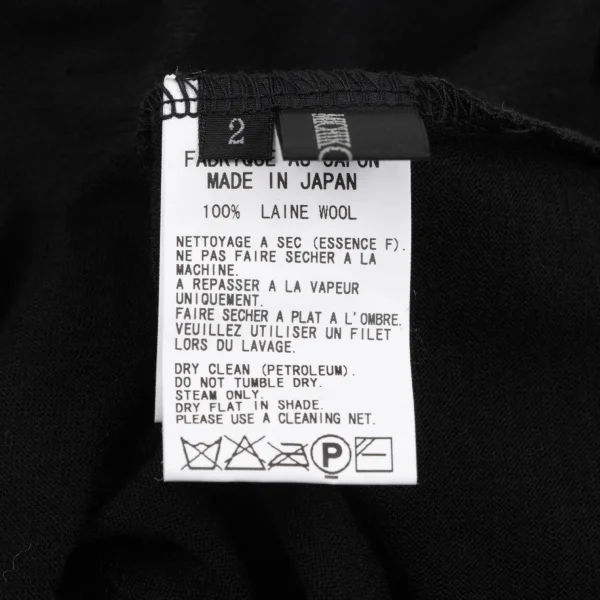 2
FABRIQUE AU JAPON
MADE IN JAPAN
100% LAINE WOOL
NETTOYAGE A SEC (ESSENCE F).
NE PAS FAIRE SECHER A LA
MACHINE.
A REPASSER A LA VAPEUR
UNIQUEMENT.
FAIRE SECHER A PLAT A L'OMBRE.
VEUILLEZ UTILISER UN FILET
LORS DU LAVAGE.
DRY CLEAN (PETROLEUM).
DO NOT TUMBLE DRY.
STEAM ONLY.
DRY FLAT IN SHADE.
PLEASE USE A CLEANING NET.
P